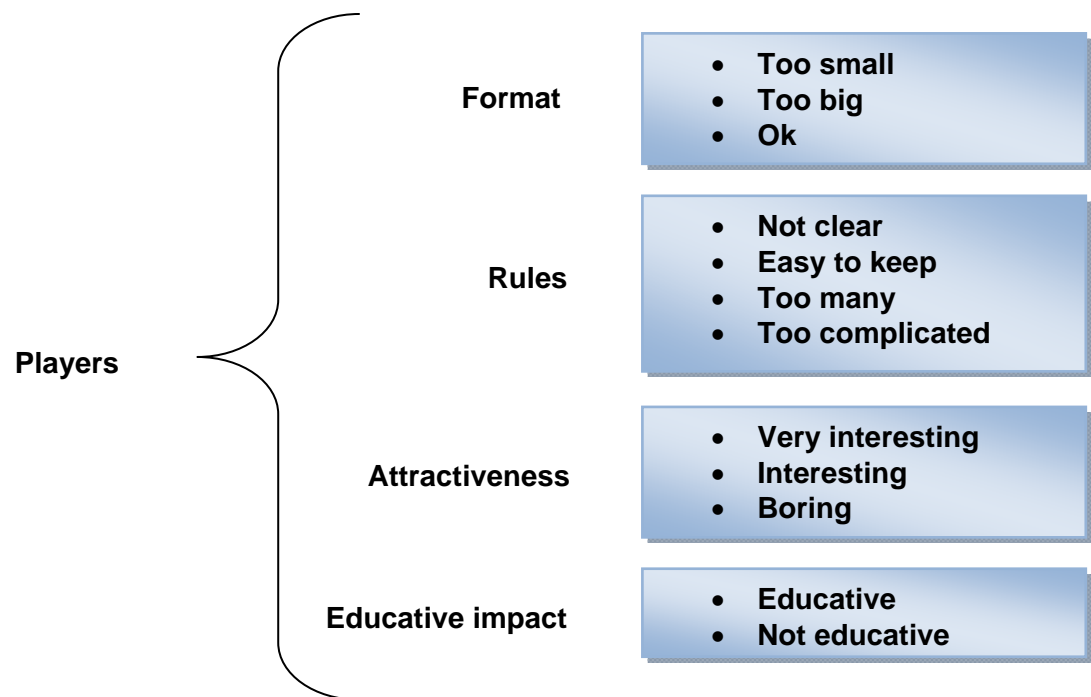 Players
Format
• Too small
• Too big
• Ok
Rules
• Not clear
• Easy to keep
• Too many
• Too complicated
Attractiveness
• Very interesting
• Interesting
• Boring
Educative impact
• Educative
• Not educative